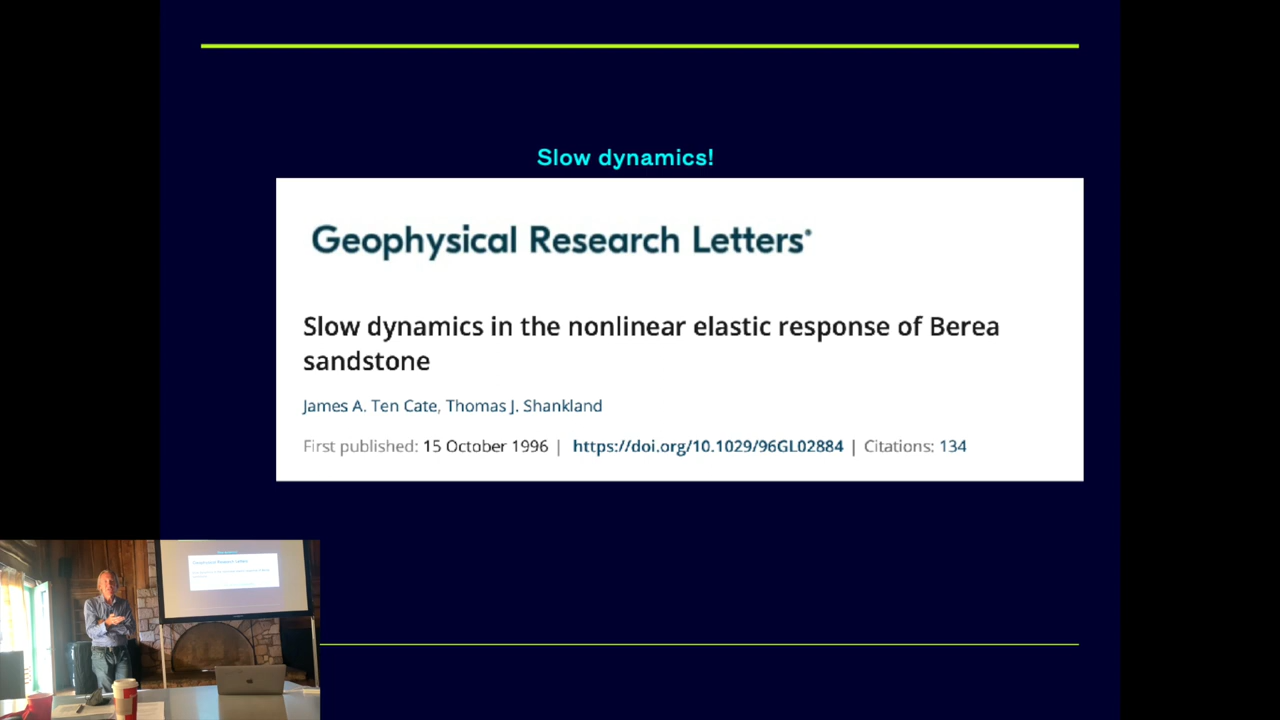 Slow dynamics!
Geophysical Research Letters®
Slow dynamics in the nonlinear elastic response of Berea
sandstone
James A. Ten Cate, Thomas J. Shankland
First published: 15 October 1996 | https://doi.org/10.1029/96GL02884 | Citations: 134